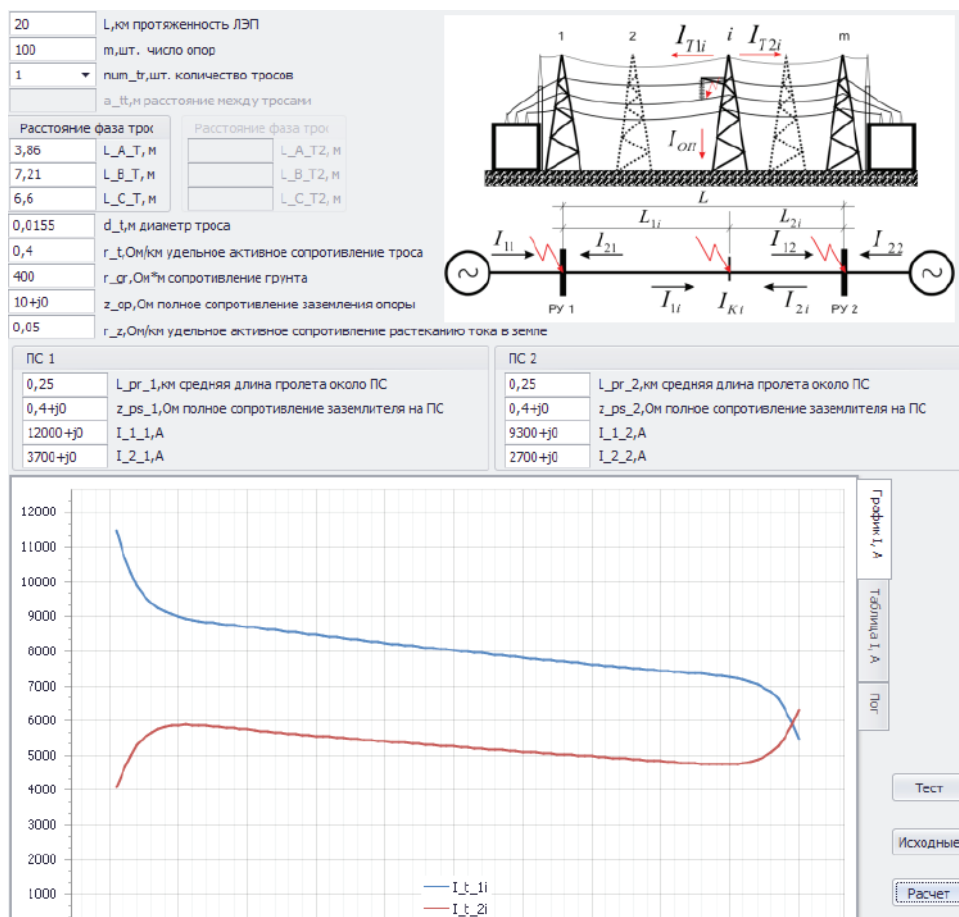 20 L,км протяженность ЛЭП
100 m,шт. число опор
1 num_tr,шт. количество тросов
a_tt,м расстояние между тросами
Расстояние фаза трос Расстояние фаза трос
3,86 L_A_T, м L_A_T2, м
7,21 L_B_T, м L_B_T2, м
6,6 L_C_T, м L_C_T2, м
0,0155 d_t,м диаметр троса
0,4 r_t,Ом/км удельное активное сопротивление троса
400 r_gr,Ом*м сопротивление грунта
10+j0 z_op,Ом полное сопротивление заземления опоры
0,05 r_z,Ом/км удельное активное сопротивление растеканию тока в земле
1 2 I_T1i i I_T2i m
I_ОП
L
L_1i L_2i
I_11 I_21 I_12 I_22
РУ 1 I_1i I_Ki I_2i РУ 2
ПС 1
0,25 L_pr_1,км средняя длина пролета около ПС
0,4+j0 z_ps_1,Ом полное сопротивление заземлителя на ПС
12000+j0 I_1_1,А
3700+j0 I_2_1,А
ПС 2
0,25 L_pr_2,км средняя длина пролета около ПС
0,4+j0 z_ps_2,Ом полное сопротивление заземлителя на ПС
9300+j0 I_1_2,А
2700+j0 I_2_2,А
12000
11000
10000
9000
8000
7000
6000
5000
4000
3000
2000
1000
I_t_1i
I_t_2i
График I, А
Таблица I, А
Лог
Тест
Исходные
Расчет